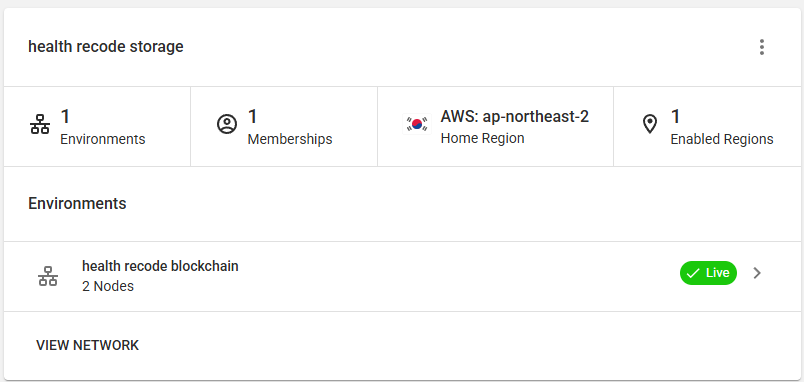 health recode storage
1
Environments
1
Memberships
AWS: ap-northeast-2
Home Region
1
Enabled Regions
Environments
health recode blockchain
2 Nodes
Live
VIEW NETWORK